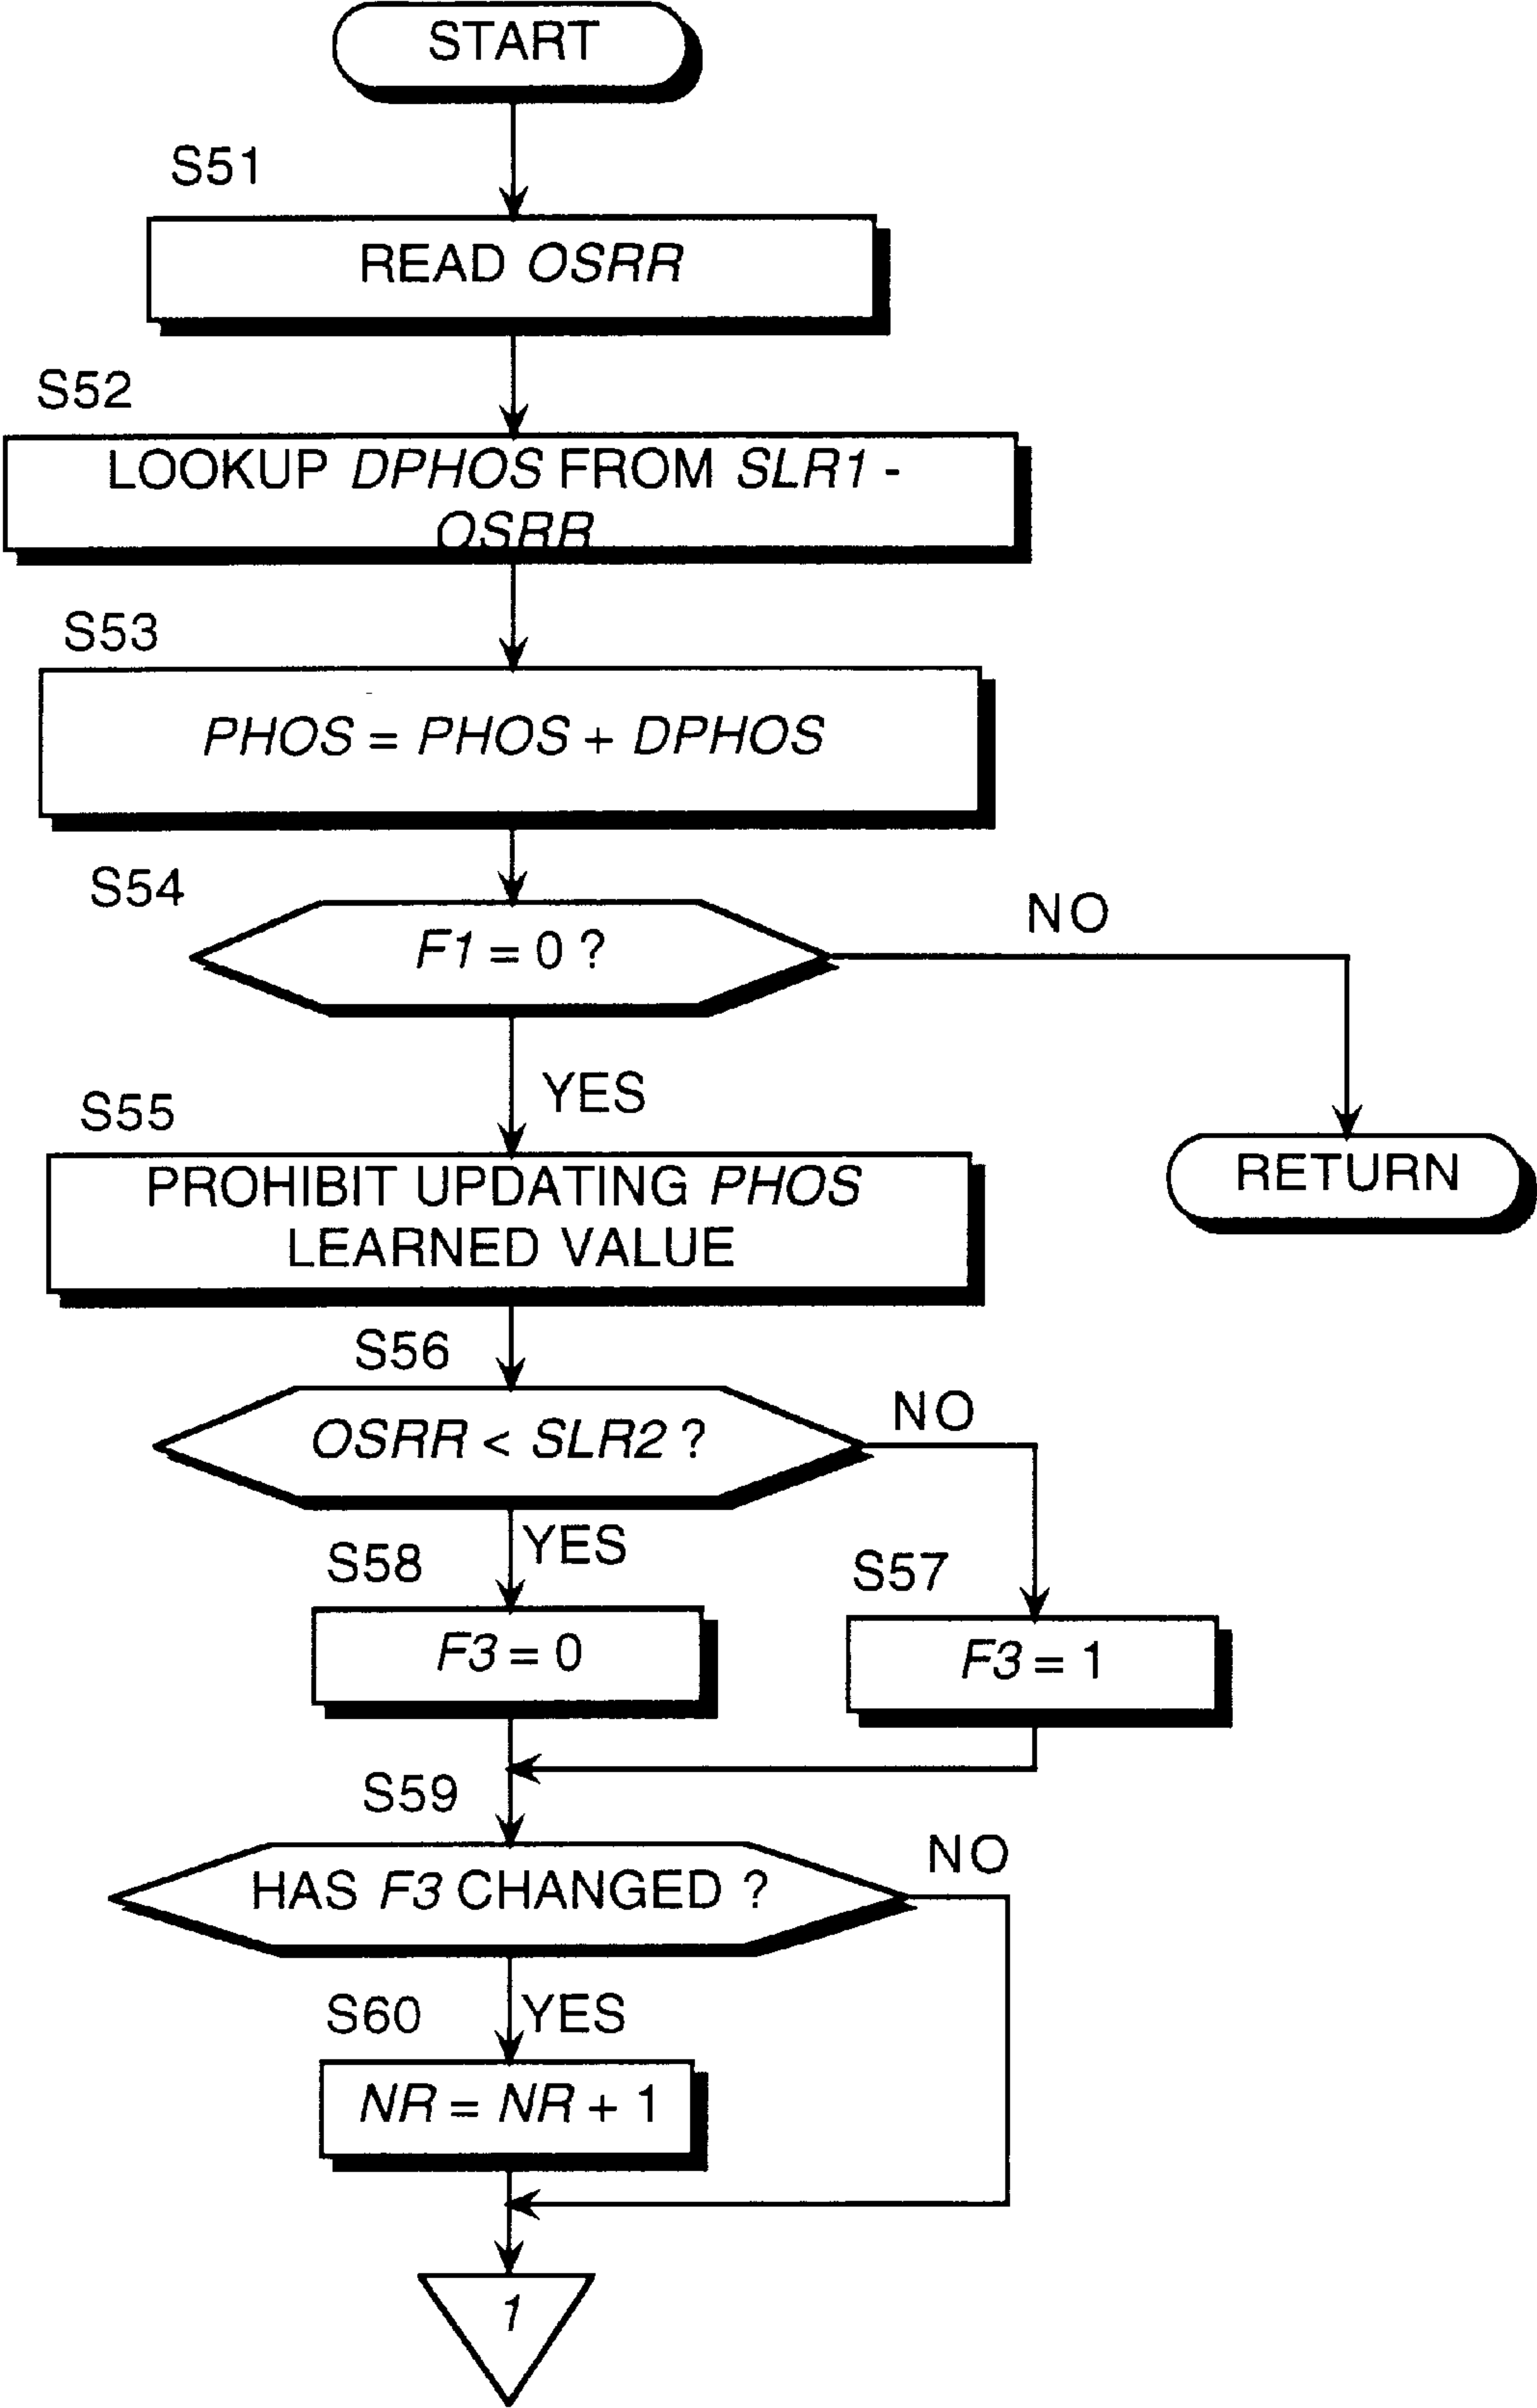 START
S51
READ OSRR
S52
LOOKUP DPHOS FROM SLR1 -
OSRR
S53
PHOS = PHOS + DPHOS
S54
F1 = 0 ?
NO
YES
RETURN
S55
PROHIBIT UPDATING PHOS
LEARNED VALUE
S56
OSRR < SLR2 ?
NO
YES
S58
F3 = 0
S57
F3 = 1
S59
HAS F3 CHANGED ?
NO
YES
S60
NR = NR + 1
1